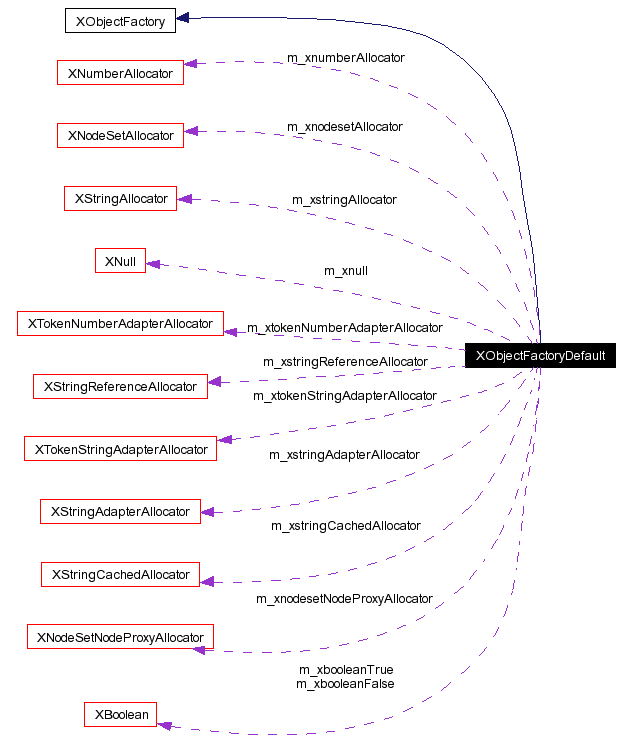 XObjectFactory
m_xnumberAllocator
XNumberAllocator
m_xnodesetAllocator
XNodeSetAllocator
XStringAllocator
m_xstringAllocator
XNull
m_xnull
XTokenNumberAdapterAllocator
m_xtokenNumberAdapterAllocator
XObjectFactoryDefault
m_xstringReferenceAllocator
XStringReferenceAllocator
m_xtokenStringAdapterAllocator
XTokenStringAdapterAllocator
m_xstringAdapterAllocator
XStringAdapterAllocator
m_xstringCachedAllocator
XStringCachedAllocator
m_xnodesetNodeProxyAllocator
XNodeSetNodeProxyAllocator
m_xbooleanTrue
m_xbooleanFalse
XBoolean